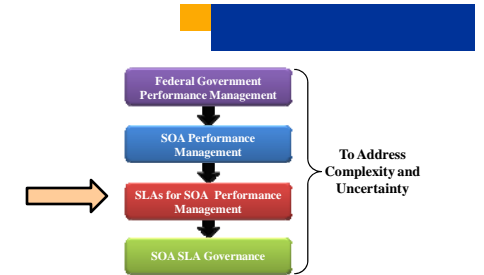 Federal Government
Performance Management
SOA Performance
Management
To Address
Complexity and
Uncertainty
SLAs for SOA Performance
Management
SOA SLA Governance